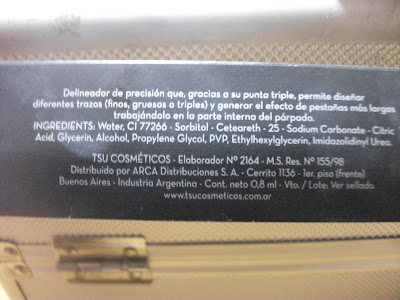 Delineador de precisión que, gracias a su punta triple, permite diseñar
diferentes trazos (finos, gruesos o triples) y generar el efecto de pestañas más largas
trabajándolo en la parte interna del párpado.
INGREDIENTS: Water, CI 77266 - Sorbitol - Ceteareth - 25 - Sodium Carbonate - Citric
Acid, Glycerin, Alcohol, Propylene Glycol, PVP, Ethylhexylglycerin, Imidazolidinyl Urea.
TSU COSMÉTICOS - Elaborador Nº 2164 - M.S. Res. Nº 155/98
Distribuido por ARCA Distribuciones S. A. - Cerrito 1136 - 1er. piso (frente)
Buenos Aires - Industria Argentina - Cont. neto 0,8 ml - Vto. / Lote: Ver sellado.
www.tsucosmeticos.com.ar